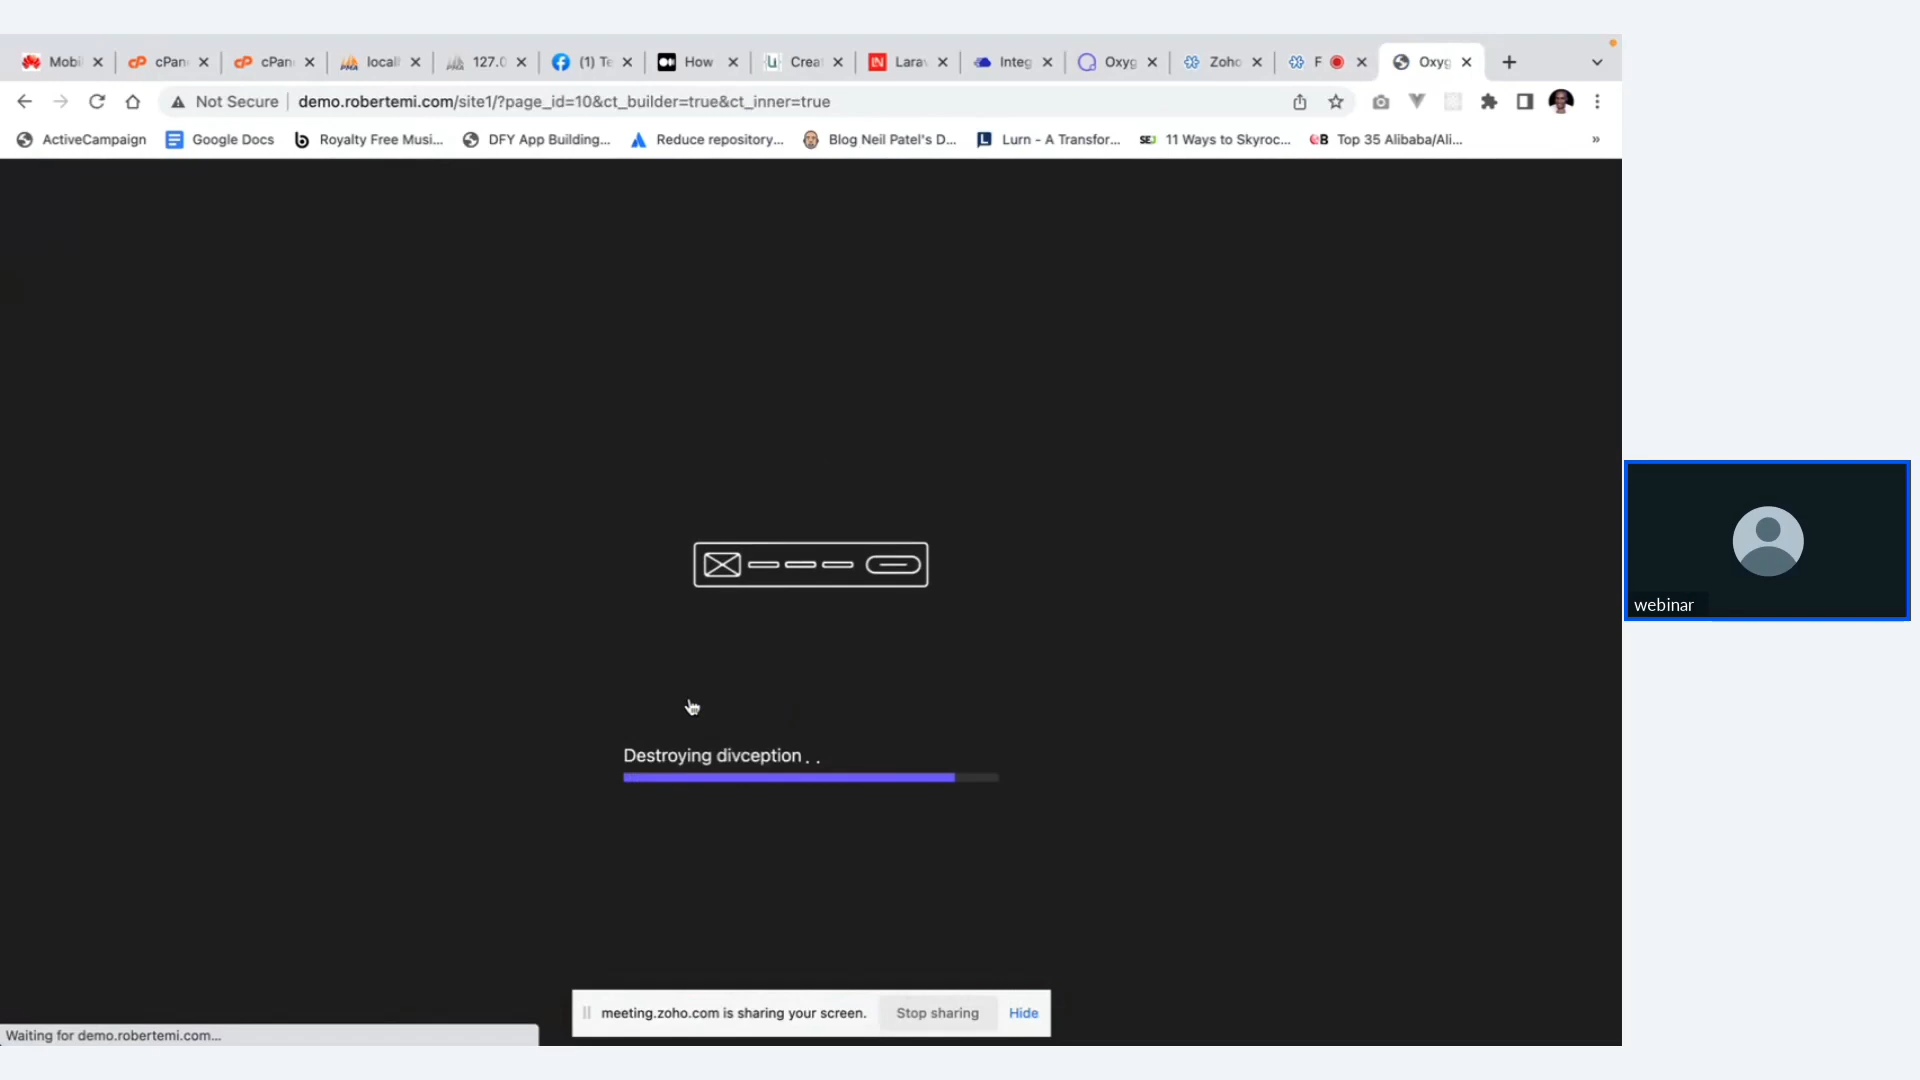 Mobi cPan cPan locall 127.0 (1) Te How Creat Larav Integ Oxyg Zoho F Oxyg
Not Secure demo.robertemi.com/site1/?page_id=10&ct_builder=true&ct_inner=true
ActiveCampaign Google Docs Royalty Free Musi... DFY App Building... Reduce repository... Blog Neil Patel's D... Lurn - A Transfor... SEJ 11 Ways to Skyroc... Top 35 Alibaba/Ali... »
webinar
Destroying divception . .
meeting.zoho.com is sharing your screen. Stop sharing Hide
Waiting for demo.robertemi.com...